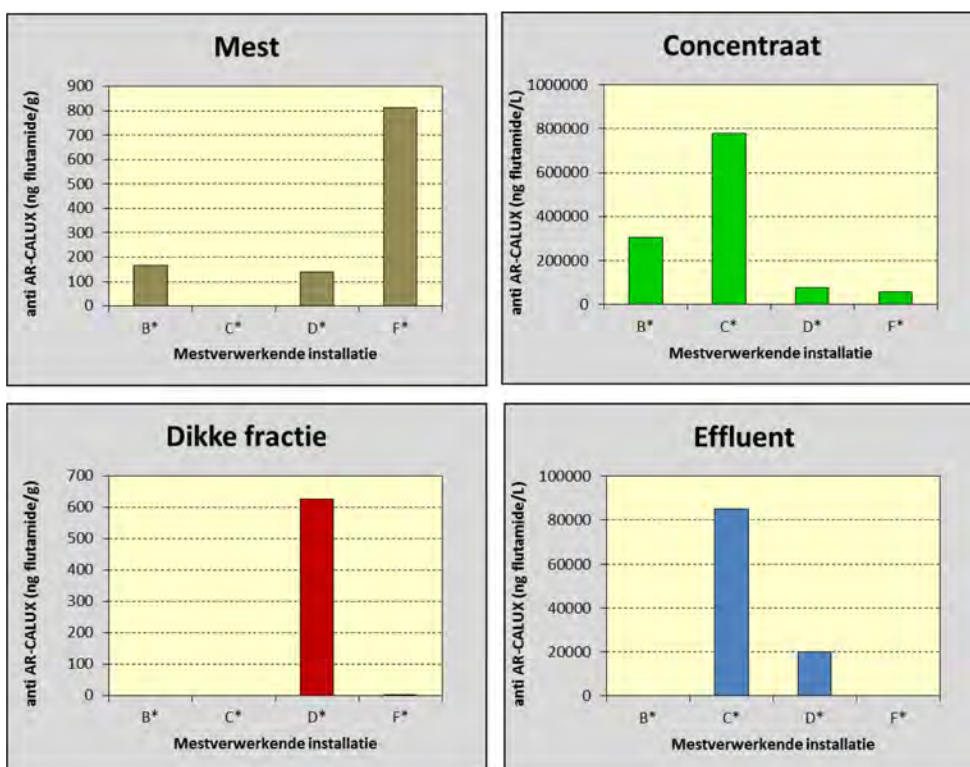 Mest
anti AR-CALUX (ng flutamide/g)
900
800
700
600
500
400
300
200
100
0
B* C* D* F*
Mestverwerkende installatie
Concentraat
anti AR-CALUX (ng flutamide/L)
1000000
800000
600000
400000
200000
0
B* C* D* F*
Mestverwerkende installatie
Dikke fractie
anti AR-CALUX (ng flutamide/g)
700
600
500
400
300
200
100
0
B* C* D* F*
Mestverwerkende installatie
Effluent
anti AR-CALUX (ng flutamide/L)
100000
80000
60000
40000
20000
0
B* C* D* F*
Mestverwerkende installatie